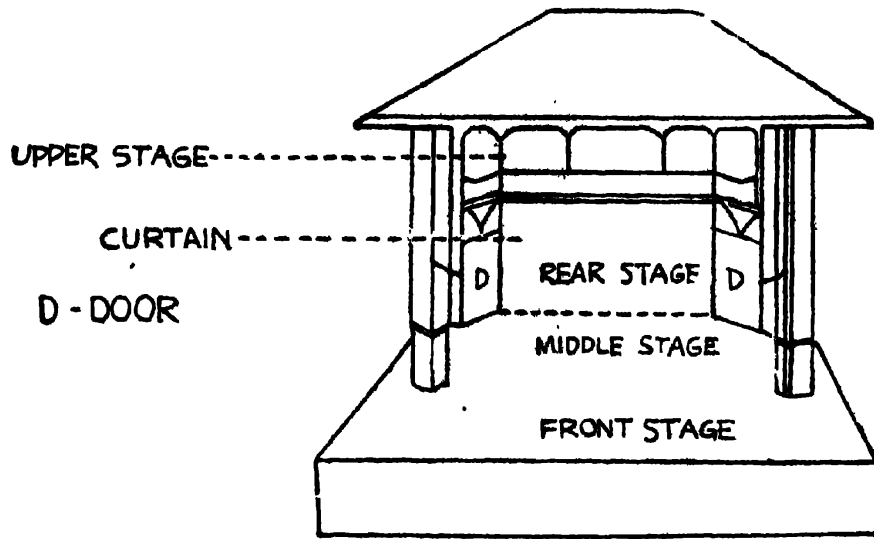 UPPER STAGE
CURTAIN
D - DOOR
D
REAR STAGE
D
MIDDLE STAGE
FRONT STAGE